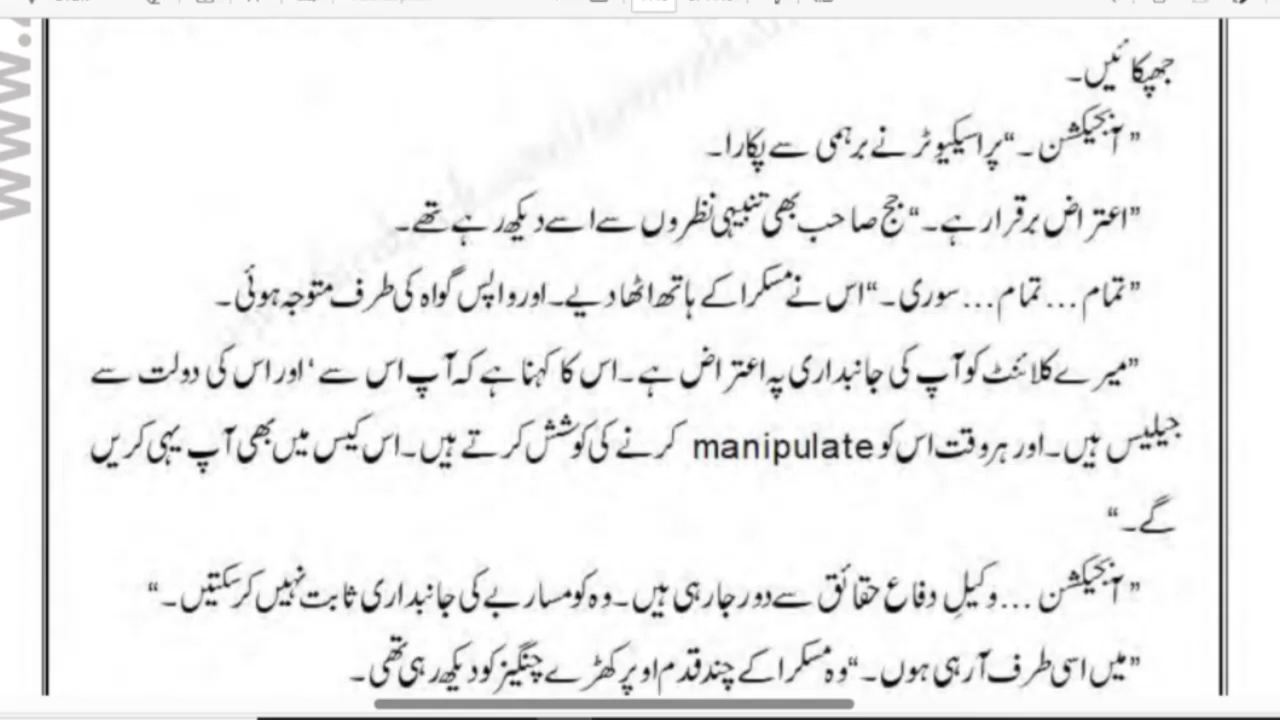 جھپکائیں۔
”آبجیکشن۔“ پراسیکیوٹر نے برہمی سے پکارا۔
”اعتراض برقرار ہے۔“ جج صاحب بھی تنبیہی نظروں سے اسے دیکھ رہے تھے۔
”تمام...تمام...سوری۔“ اس نے مسکرا کے ہاتھ اٹھا دیے۔اور واپس گواہ کی طرف متوجہ ہوئی۔
”میرے کلائنٹ کو آپ کی جانبداری پہ اعتراض ہے۔اس کا کہنا ہے کہ آپ اس سے ‘ اور اس کی دولت سے
جیلیس ہیں۔اور ہر وقت اس کو manipulate کرنے کی کوشش کرتے ہیں۔اس کیس میں بھی آپ یہی کریں
گے۔“
”آبجیکشن...وکیلِ دفاع حقائق سے دور جا رہی ہیں۔وہ کومسار بے کی جانبداری ثابت نہیں کر سکتیں۔“
”میں اسی طرف آرہی ہوں۔“ وہ مسکرا کے چند قدم اوپر کھڑے چنگیز کو دیکھ رہی تھی۔